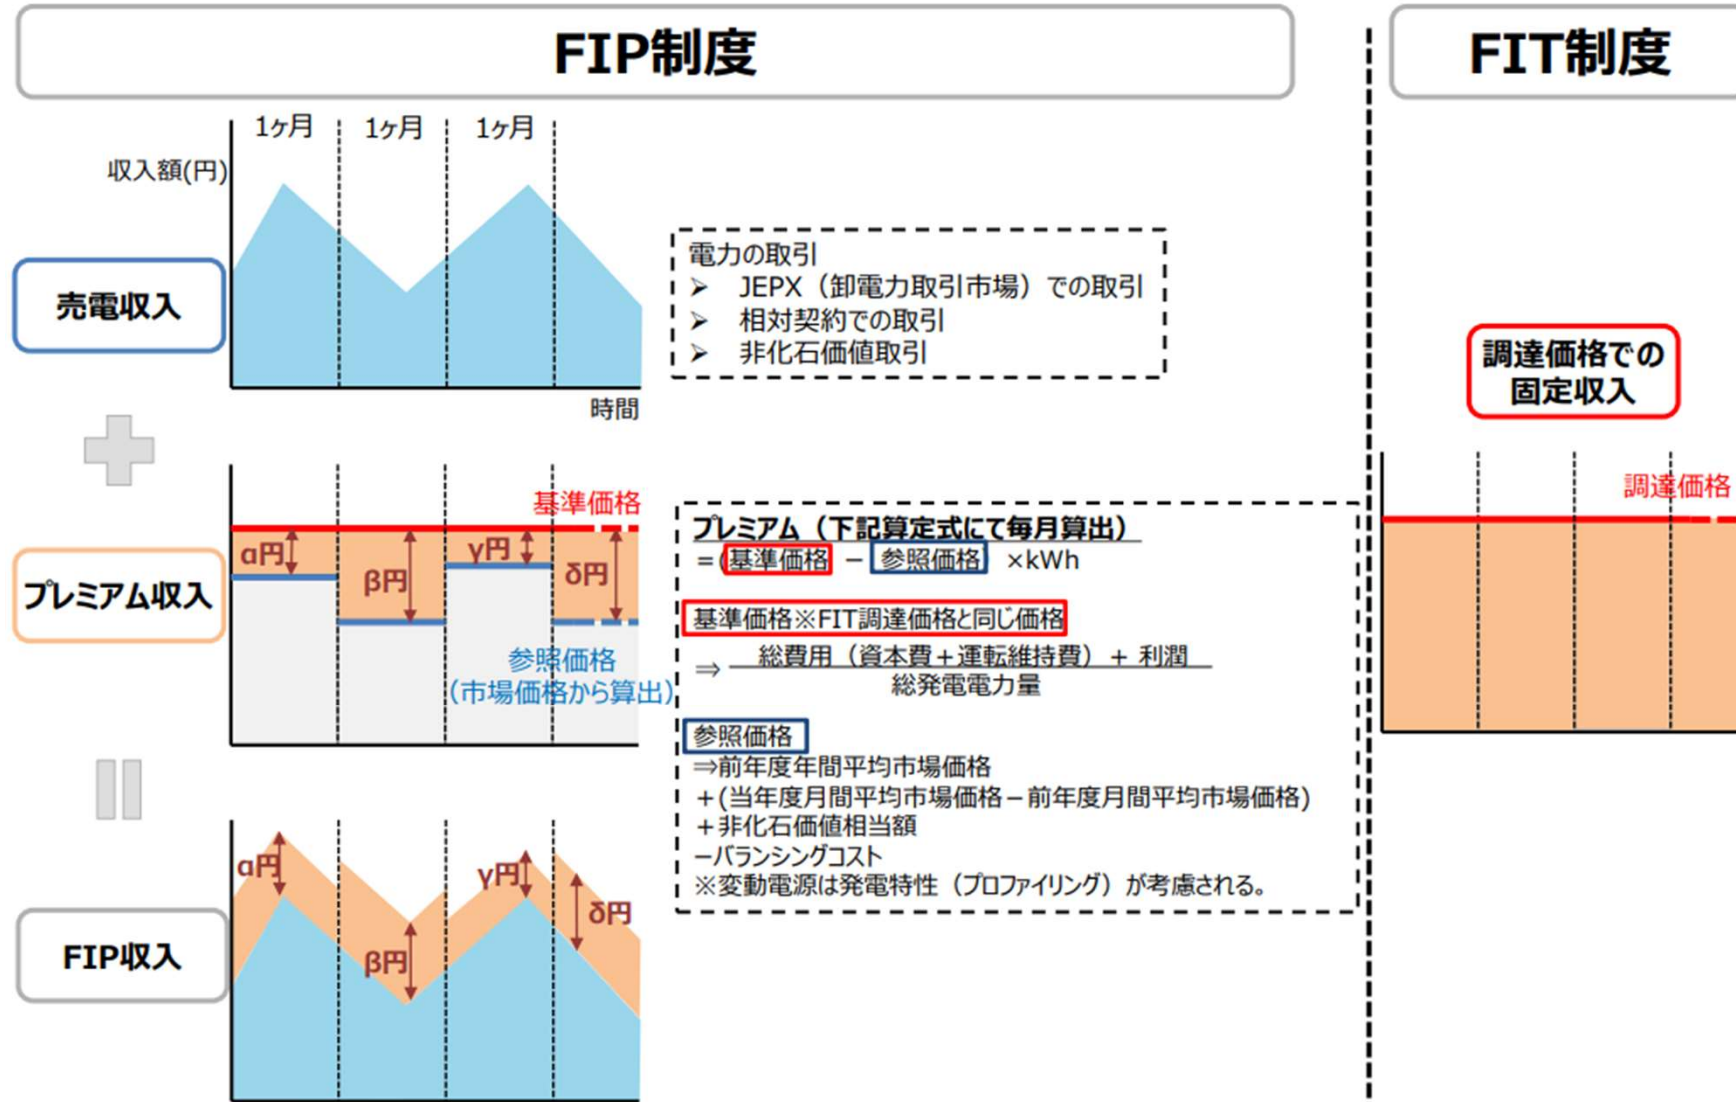 FIP制度
FIT制度
1ヶ月
1ヶ月
1ヶ月
収入額(円)
売電収入
時間
電力の取引
➢ JEPX（卸電力取引市場）での取引
➢ 相対契約での取引
➢ 非化石価値取引
調達価格での
固定収入
調達価格
プレミアム収入
基準価格
α円
β円
γ円
δ円
参照価格
（市場価格から算出）
プレミアム（下記算定式にて毎月算出）
=(基準価格 － 参照価格) ×kWh
基準価格※FIT調達価格と同じ価格
⇒ 総費用（資本費＋運転維持費）＋ 利潤
総発電電力量
参照価格
⇒前年度年間平均市場価格
＋(当年度月間平均市場価格－前年度月間平均市場価格)
＋非化石価値相当額
－バランシングコスト
※変動電源は発電特性（プロファイリング）が考慮される。
FIP収入
α円
β円
γ円
δ円